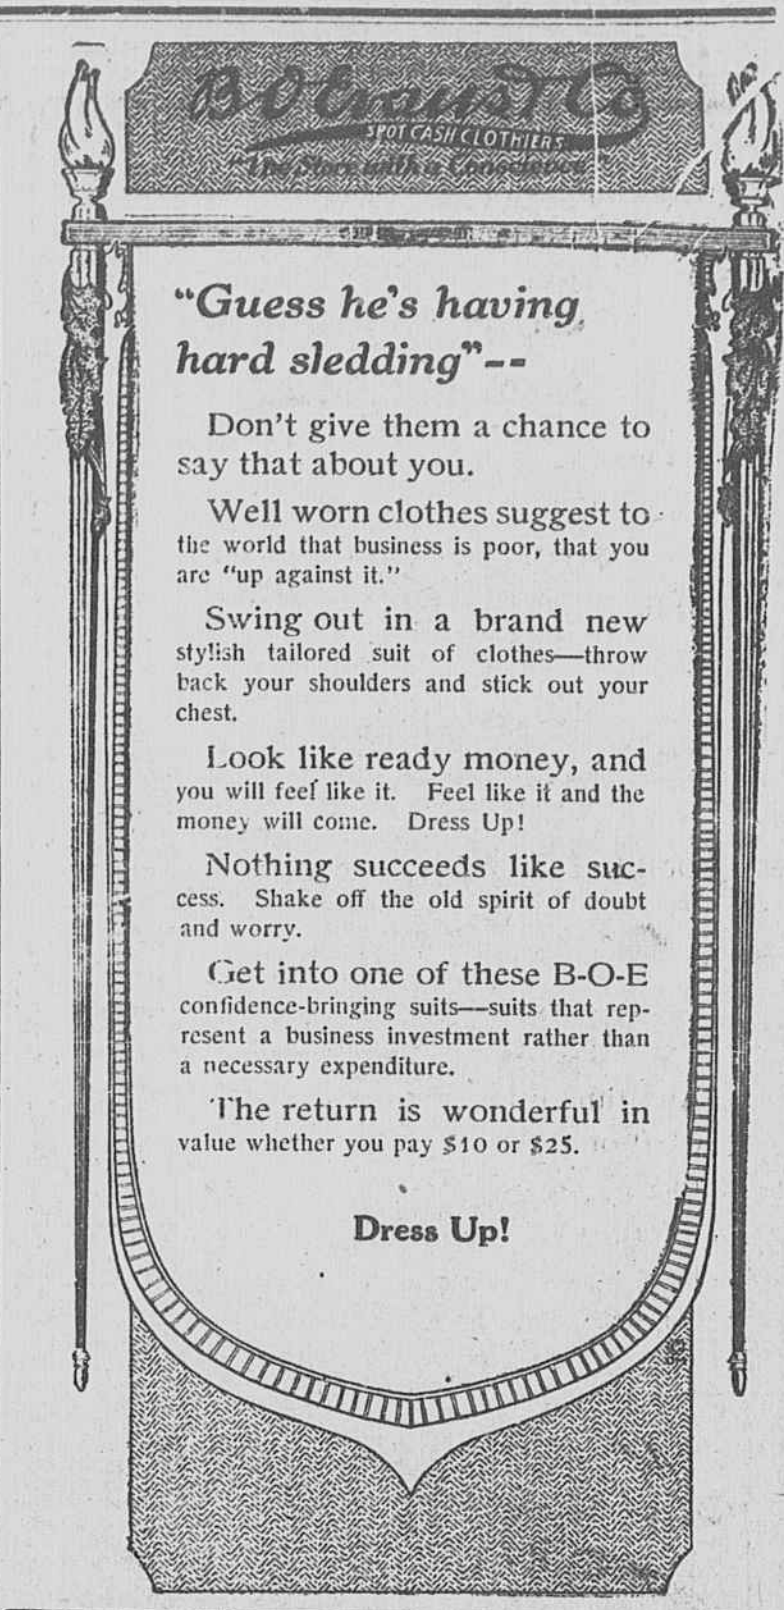 B O Evans & Co
SPOT CASH CLOTHIERS
"The Store with a Conscience"
"Guess he's having
hard sledding"--
Don't give them a chance to
say that about you.
Well worn clothes suggest to
the world that business is poor, that you
are "up against it."
Swing out in a brand new
stylish tailored suit of clothes—throw
back your shoulders and stick out your
chest.
Look like ready money, and
you will feel like it. Feel like it and the
money will come. Dress Up!
Nothing succeeds like suc-
cess. Shake off the old spirit of doubt
and worry.
Get into one of these B-O-E
confidence-bringing suits—suits that rep-
resent a business investment rather than
a necessary expenditure.
The return is wonderful in
value whether you pay $10 or $25.
Dress Up!